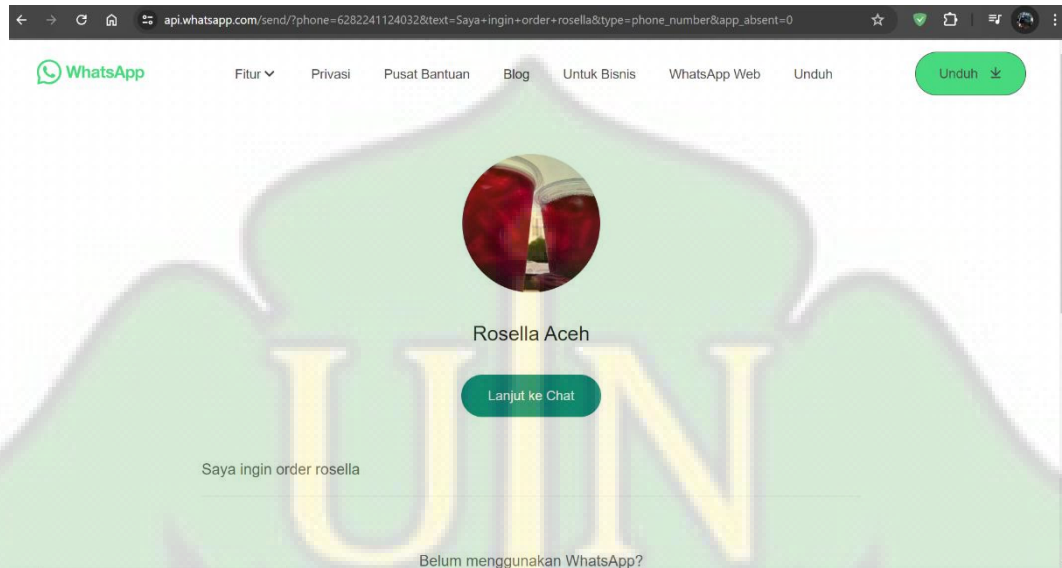 api.whatsapp.com/send/?phone=6282241124032&text=Saya+ingin+order+rosella&type=phone_number&app_absent=0
WhatsApp Fitur Privasi Pusat Bantuan Blog Untuk Bisnis WhatsApp Web Unduh Unduh
Rosella Aceh
Lanjut ke Chat
Saya ingin order rosella
Belum menggunakan WhatsApp?
UIN